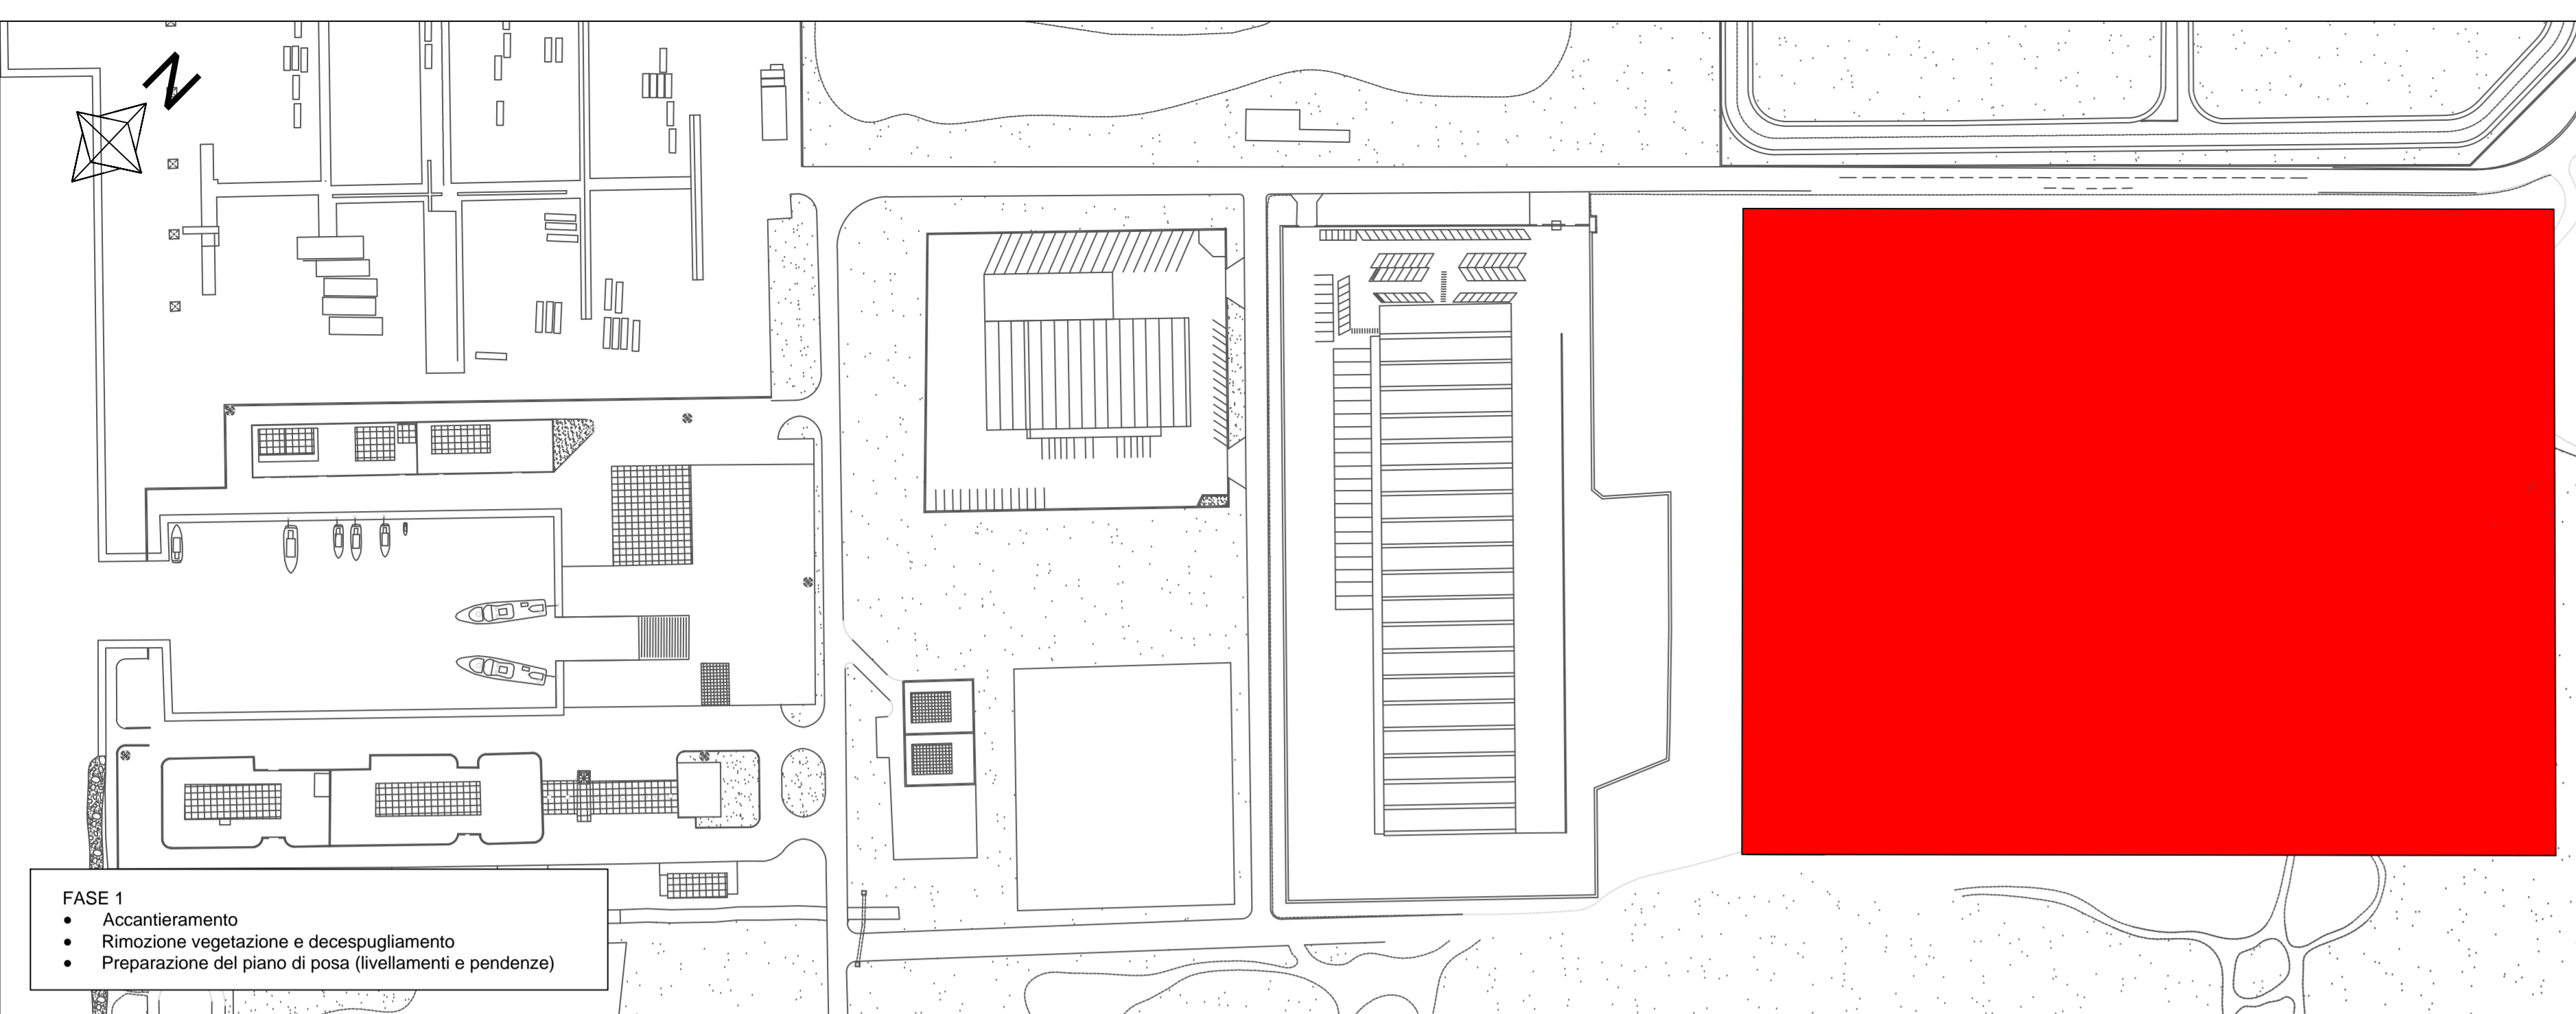 N
FASE 1
• Accantieramento
• Rimozione vegetazione e decespugliamento
• Preparazione del piano di posa (livellamenti e pendenze)